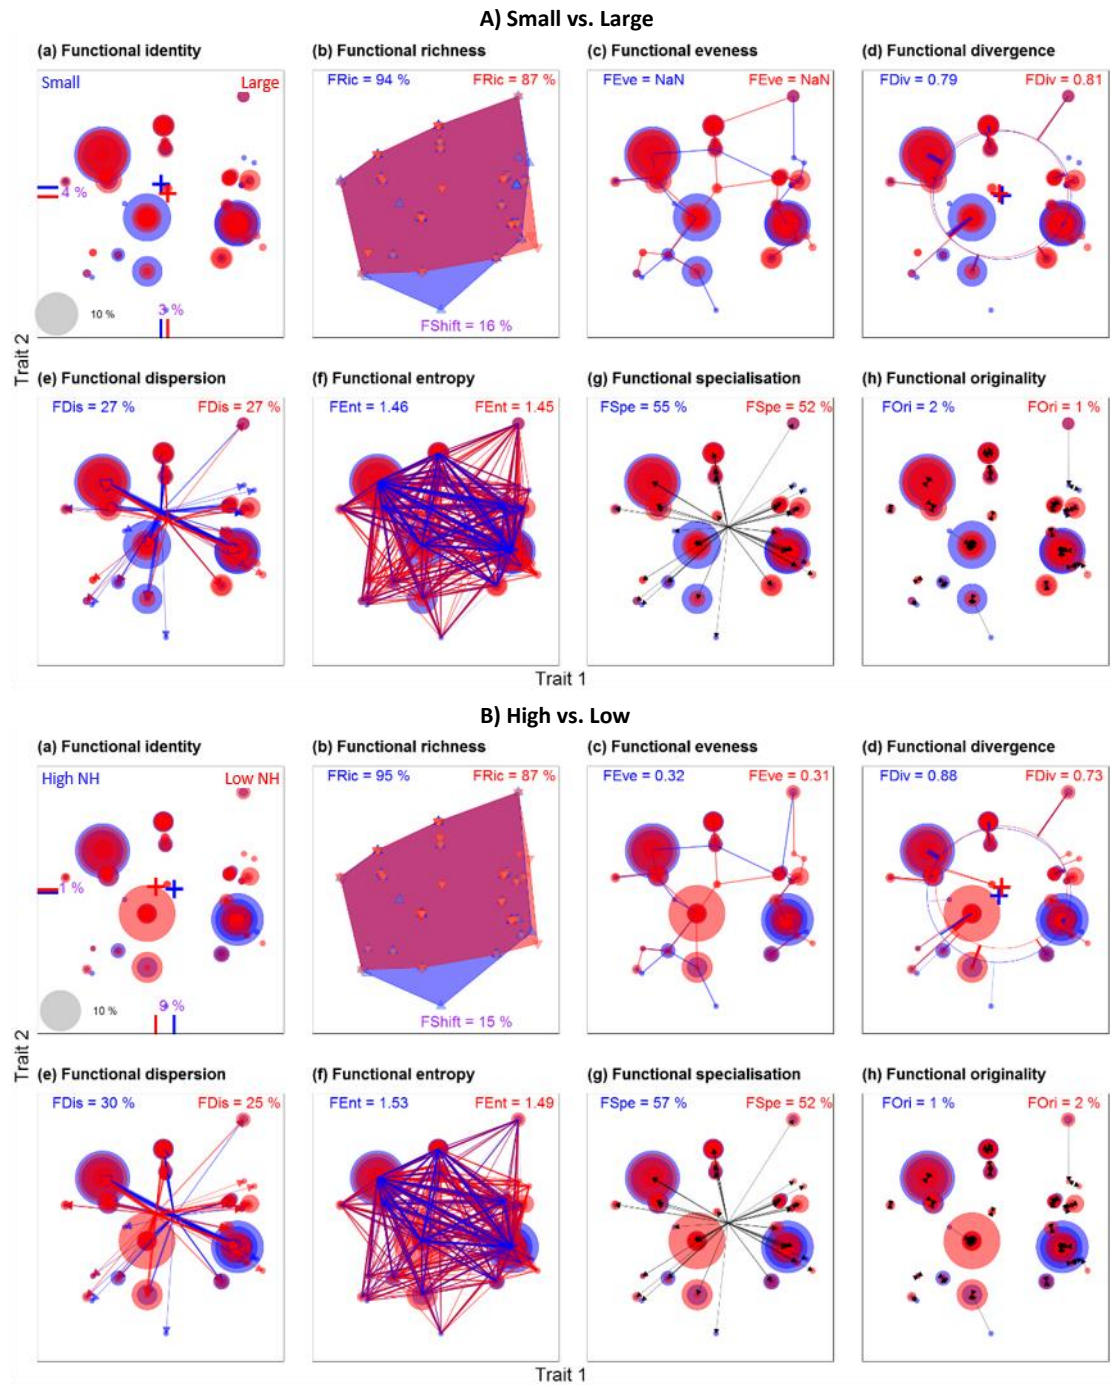 A) Small vs. Large
(a) Functional identity
(b) Functional richness
(c) Functional eveness
(d) Functional divergence
Small
Large
FRic = 94 %
FRic = 87 %
FEve = NaN
FEve = NaN
FDiv = 0.79
FDiv = 0.81
4 %
3 %
10 %
FShift = 16 %
Trait 2
(e) Functional dispersion
(f) Functional entropy
(g) Functional specialisation
(h) Functional originality
FDis = 27 %
FDis = 27 %
FEnt = 1.46
FEnt = 1.45
FSpe = 55 %
FSpe = 52 %
FOri = 2 %
FOri = 1 %
Trait 1
B) High vs. Low
(a) Functional identity
(b) Functional richness
(c) Functional eveness
(d) Functional divergence
High NH
Low NH
FRic = 95 %
FRic = 87 %
FEve = 0.32
FEve = 0.31
FDiv = 0.88
FDiv = 0.73
1 %
9 %
10 %
FShift = 15 %
Trait 2
(e) Functional dispersion
(f) Functional entropy
(g) Functional specialisation
(h) Functional originality
FDis = 30 %
FDis = 25 %
FEnt = 1.53
FEnt = 1.49
FSpe = 57 %
FSpe = 52 %
FOri = 1 %
FOri = 2 %
Trait 1